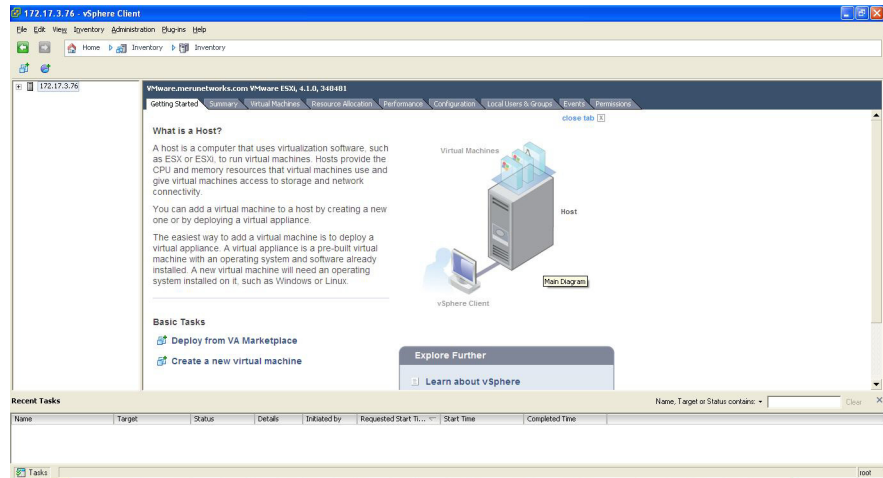 172.17.3.76 - vSphere Client
File Edit View Inventory Administration Plug-ins Help
Home Inventory Inventory
172.17.3.76
VMware.merunetworks.com VMware ESXi, 4.1.0, 348481
Getting Started Summary Virtual Machines Resource Allocation Performance Configuration Local Users & Groups Events Permissions
close tab
What is a Host?
A host is a computer that uses virtualization software, such
as ESX or ESXi, to run virtual machines. Hosts provide the
CPU and memory resources that virtual machines use and
give virtual machines access to storage and network
connectivity.
You can add a virtual machine to a host by creating a new
one or by deploying a virtual appliance.
The easiest way to add a virtual machine is to deploy a
virtual appliance. A virtual appliance is a pre-built virtual
machine with an operating system and software already
installed. A new virtual machine will need an operating
system installed on it, such as Windows or Linux.
Virtual Machines
Host
Main Diagram
vSphere Client
Basic Tasks
Deploy from VA Marketplace
Create a new virtual machine
Explore Further
Learn about vSphere
Recent Tasks
Name, Target or Status contains:
Clear
Name Target Status Details Initiated by Requested Start Ti... Start Time Completed Time
Tasks
root